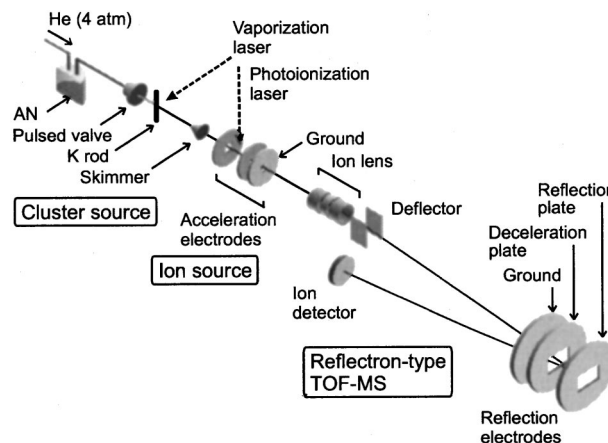 He (4 atm)
Vaporization
laser
Photoionization
laser
AN
Pulsed valve
K rod
Skimmer
Ground
Ion lens
Cluster source
Acceleration
electrodes
Ion source
Deflector
Ion
detector
Reflection
plate
Deceleration
plate
Ground
Reflectron-type
TOF-MS
Reflection
electrodes